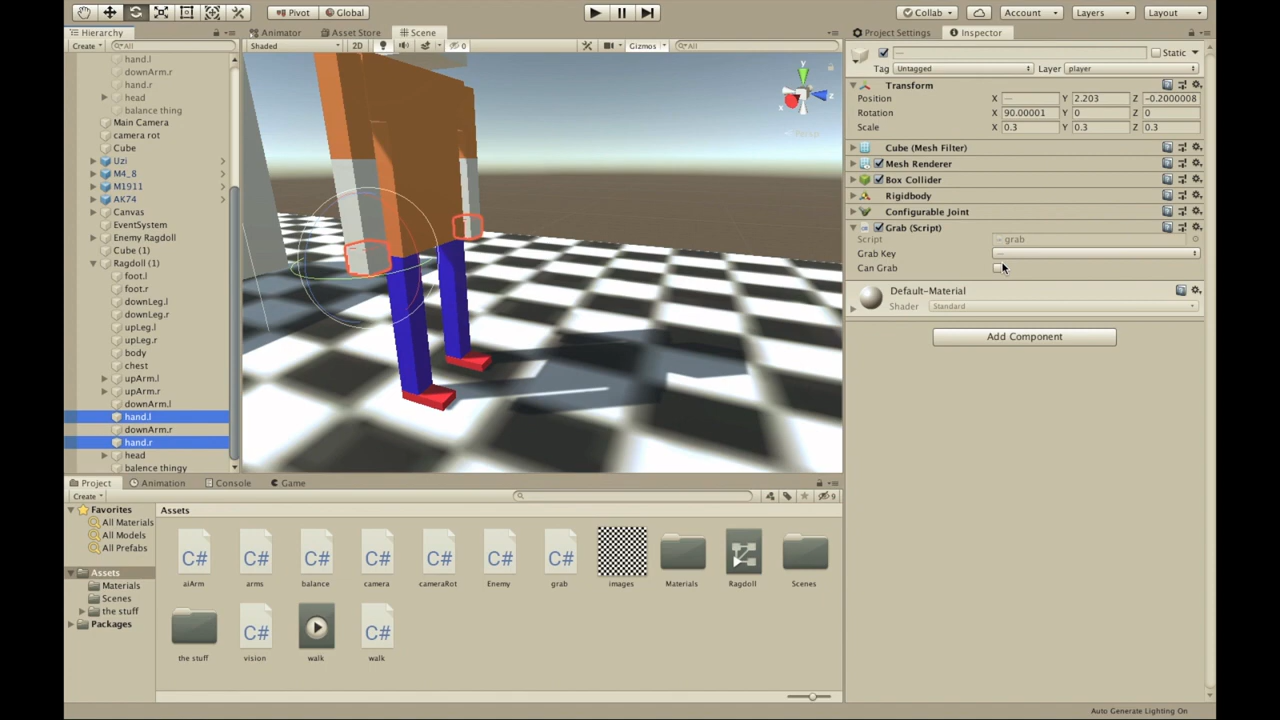 Pivot Global Collab Account Layers Layout
Hierarchy Animator Asset Store Scene Project Settings Inspector
Create All Shaded 2D 0 Gizmos All
— Static
Tag Untagged Layer player
hand.l
downArm.r
hand.r
head
balance thing
Main Camera
camera rot
Cube
Uzi
M4_8
M1911
AK74
Canvas
EventSystem
Enemy Ragdoll
Cube (1)
Ragdoll (1)
foot.l
foot.r
downLeg.l
downLeg.r
upLeg.l
upLeg.r
body
chest
upArm.l
upArm.r
downArm.l
hand.l
downArm.r
hand.r
head
balence thingy
y
x
z
Persp
Transform
Position X — Y 2.203 Z -0.2000008
Rotation X 90.00001 Y 0 Z 0
Scale X 0.3 Y 0.3 Z 0.3
Cube (Mesh Filter)
Mesh Renderer
Box Collider
Rigidbody
Configurable Joint
Grab (Script)
Script grab
Grab Key —
Can Grab
Default-Material
Shader Standard
Add Component
Project Animation Console Game
Create 9
Favorites
All Materials
All Models
All Prefabs
Assets
Materials
Scenes
the stuff
Packages
Assets
C# C# C# C# C# C# C#
aiArm arms balance camera cameraRot Enemy grab images Materials Ragdoll Scenes
C# C#
the stuff vision walk walk
Auto Generate Lighting On